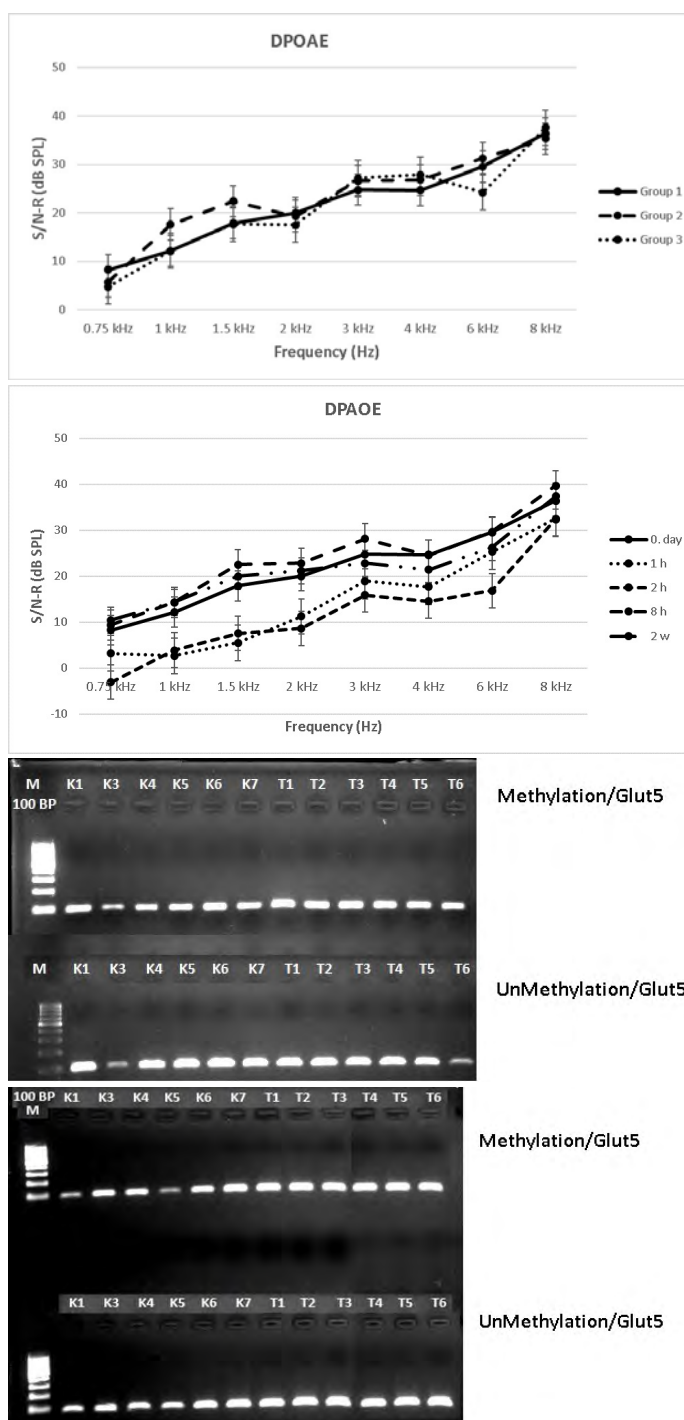 DPOAE
50
40
30
20
10
0
S/N-R (dB SPL)
0.75 kHz 1 kHz 1.5 kHz 2 kHz 3 kHz 4 kHz 6 kHz 8 kHz
Frequency (Hz)
Group 1
Group 2
Group 3
DPAOE
50
40
30
20
10
0
-10
S/N-R (dB SPL)
0.75 kHz 1 kHz 1.5 kHz 2 kHz 3 kHz 4 kHz 6 kHz 8 kHz
Frequency (Hz)
0. day
1 h
2 h
8 h
2 w
M K1 K3 K4 K5 K6 K7 T1 T2 T3 T4 T5 T6
100 BP
Methylation/Glut5
M K1 K3 K4 K5 K6 K7 T1 T2 T3 T4 T5 T6
UnMethylation/Glut5
100 BP K1 K3 K4 K5 K6 K7 T1 T2 T3 T4 T5 T6
M
Methylation/Glut5
K1 K3 K4 K5 K6 K7 T1 T2 T3 T4 T5 T6
UnMethylation/Glut5